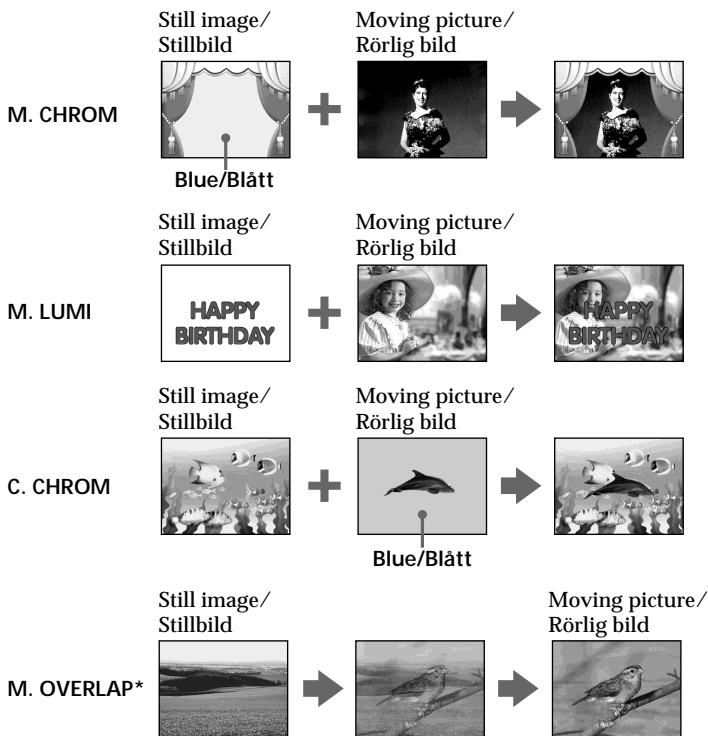 Still image/
Stillbild
Moving picture/
Rörlig bild
M. CHROM
Blue/Blått
Still image/
Stillbild
Moving picture/
Rörlig bild
M. LUMI
HAPPY
BIRTHDAY
HAPPY
BIRTHDAY
Still image/
Stillbild
Moving picture/
Rörlig bild
C. CHROM
Blue/Blått
Still image/
Stillbild
Moving picture/
Rörlig bild
M. OVERLAP*